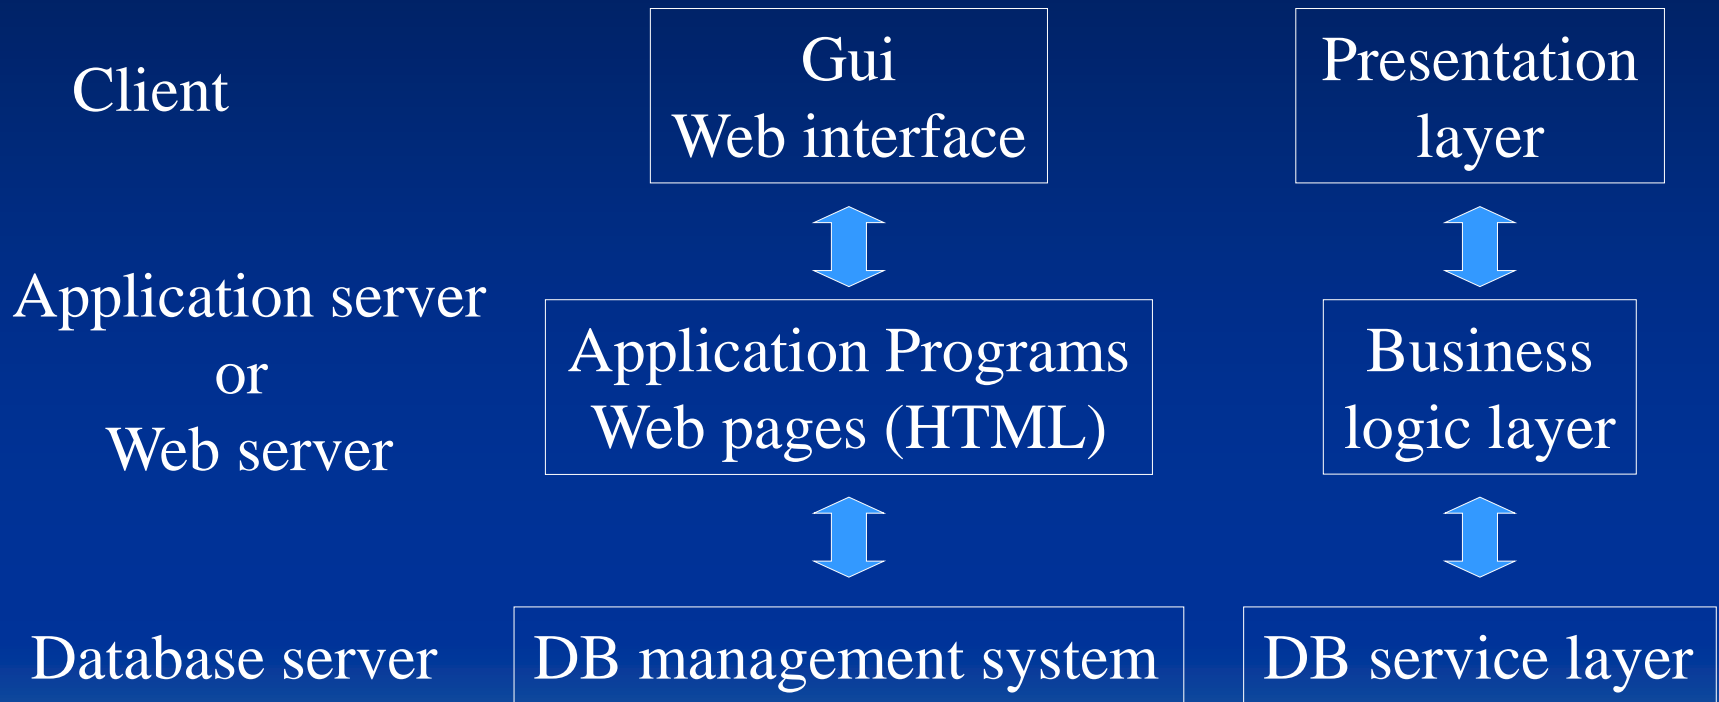 Client
Gui
Web interface
Presentation
layer
Application server
or
Web server
Application Programs
Web pages (HTML)
Business
logic layer
Database server
DB management system
DB service layer